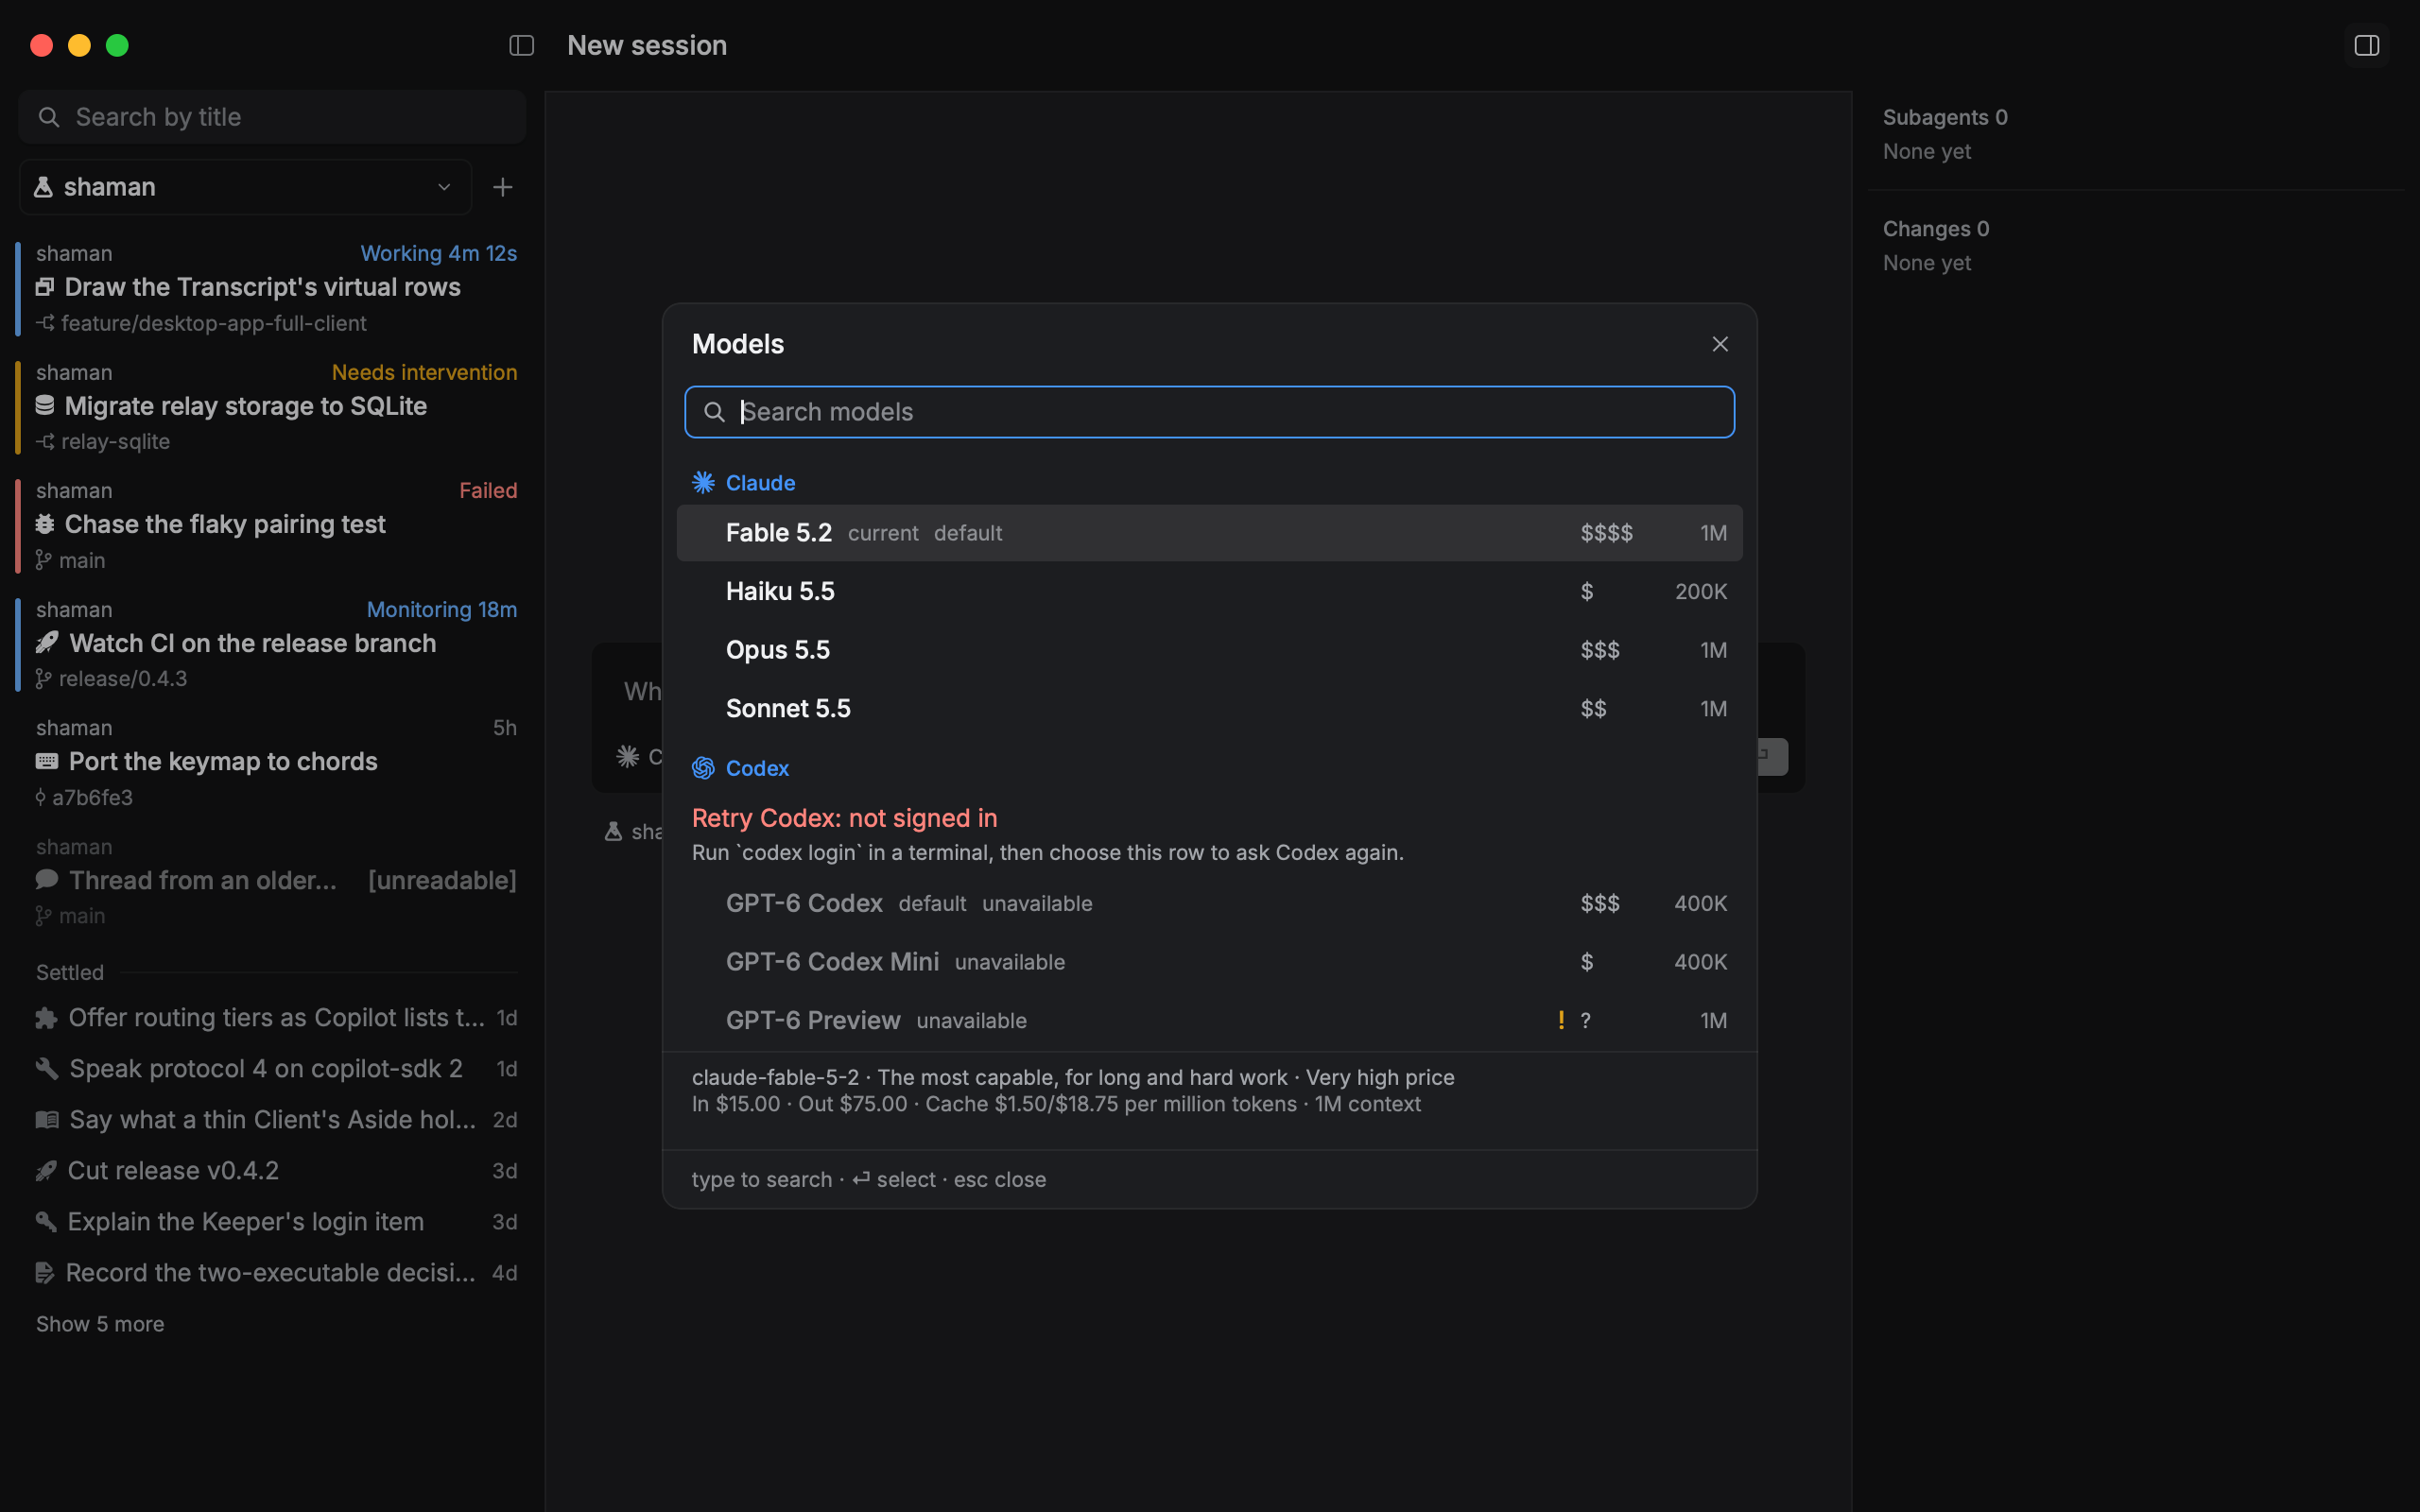 New session
Search by title
shaman
shaman Working 4m 12s
Draw the Transcript's virtual rows
feature/desktop-app-full-client
shaman Needs intervention
Migrate relay storage to SQLite
relay-sqlite
shaman Failed
Chase the flaky pairing test
main
shaman Monitoring 18m
Watch CI on the release branch
release/0.4.3
shaman 5h
Port the keymap to chords
a7b6fe3
shaman
Thread from an older... [unreadable]
main
Settled
Offer routing tiers as Copilot lists t... 1d
Speak protocol 4 on copilot-sdk 2 1d
Say what a thin Client's Aside hol... 2d
Cut release v0.4.2 3d
Explain the Keeper's login item 3d
Record the two-executable decisi... 4d
Show 5 more
Wh
C
sha
Models
Search models
Claude
Fable 5.2 current default $$$$ 1M
Haiku 5.5 $ 200K
Opus 5.5 $$$ 1M
Sonnet 5.5 $$ 1M
Codex
Retry Codex: not signed in
Run `codex login` in a terminal, then choose this row to ask Codex again.
GPT-6 Codex default unavailable $$$ 400K
GPT-6 Codex Mini unavailable $ 400K
GPT-6 Preview unavailable ! ? 1M
claude-fable-5-2 · The most capable, for long and hard work · Very high price
In $15.00 · Out $75.00 · Cache $1.50/$18.75 per million tokens · 1M context
type to search · ⏎ select · esc close
Subagents 0
None yet
Changes 0
None yet